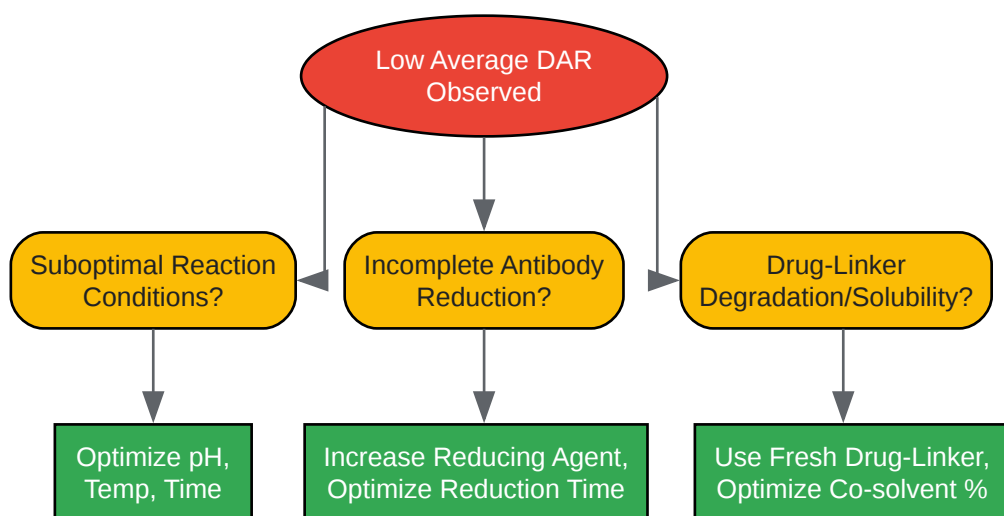 Low Average DAR
Observed
Suboptimal Reaction
Conditions?
Incomplete Antibody
Reduction?
Drug-Linker
Degradation/Solubility?
Optimize pH,
Temp, Time
Increase Reducing Agent,
Optimize Reduction Time
Use Fresh Drug-Linker,
Optimize Co-solvent %